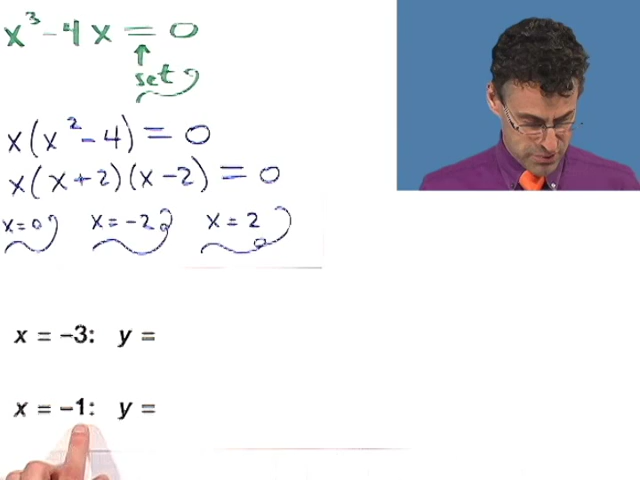 x³ - 4x = 0
↑
set
x(x² - 4) = 0
x(x + 2)(x - 2) = 0
x = 0 x = -2 x = 2
x = –3: y =
x = –1: y =